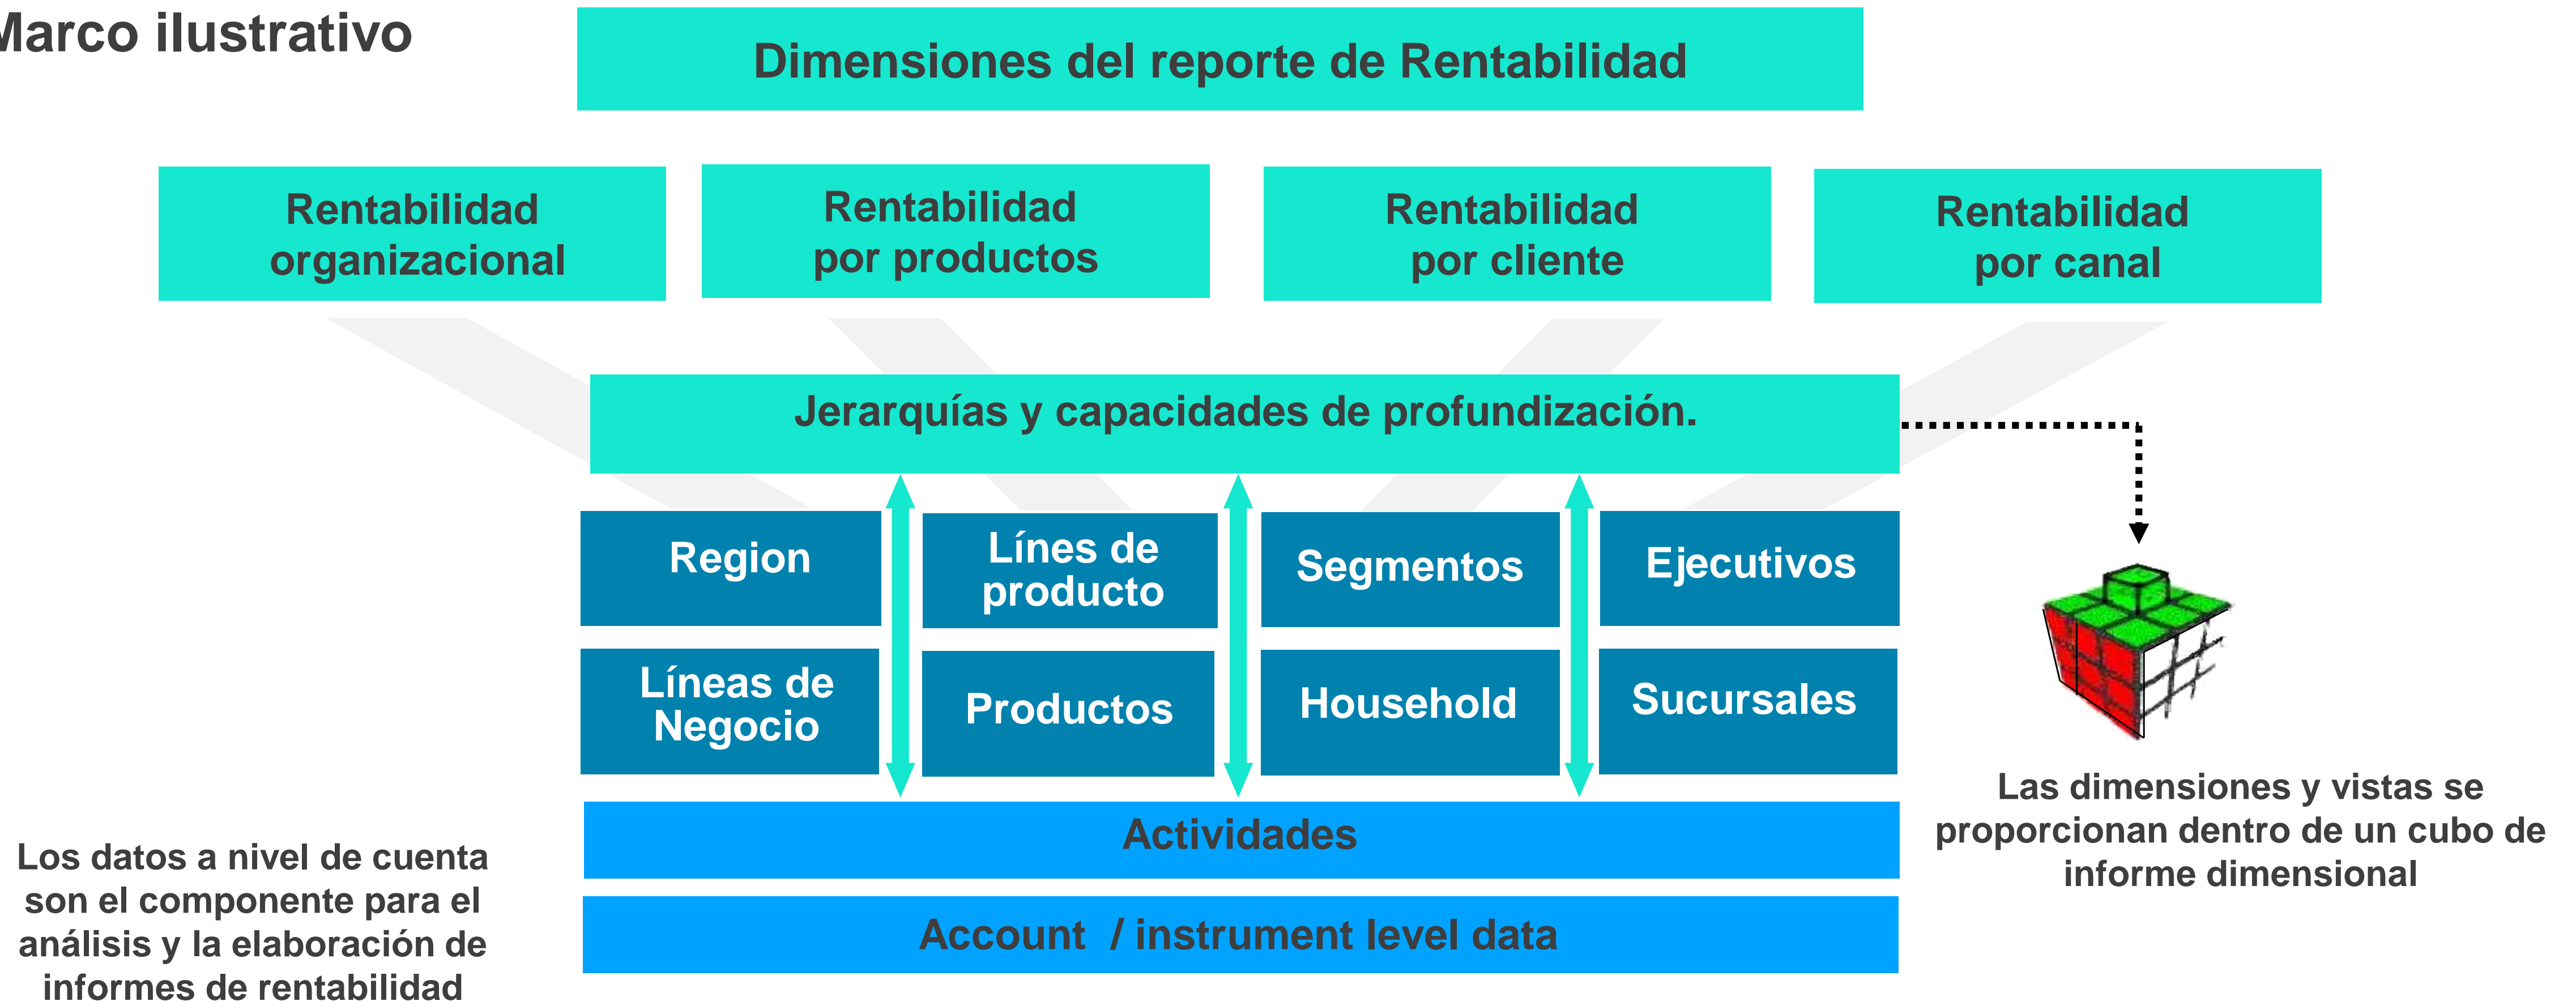 Marco ilustrativo
Dimensiones del reporte de Rentabilidad
Rentabilidad
organizacional
Rentabilidad
por productos
Rentabilidad
por cliente
Rentabilidad
por canal
Jerarquías y capacidades de profundización.
Region
Línes de
producto
Segmentos
Ejecutivos
Líneas de
Negocio
Productos
Household
Sucursales
Actividades
Account / instrument level data
Los datos a nivel de cuenta
son el componente para el
análisis y la elaboración de
informes de rentabilidad
Las dimensiones y vistas se
proporcionan dentro de un cubo de
informe dimensional